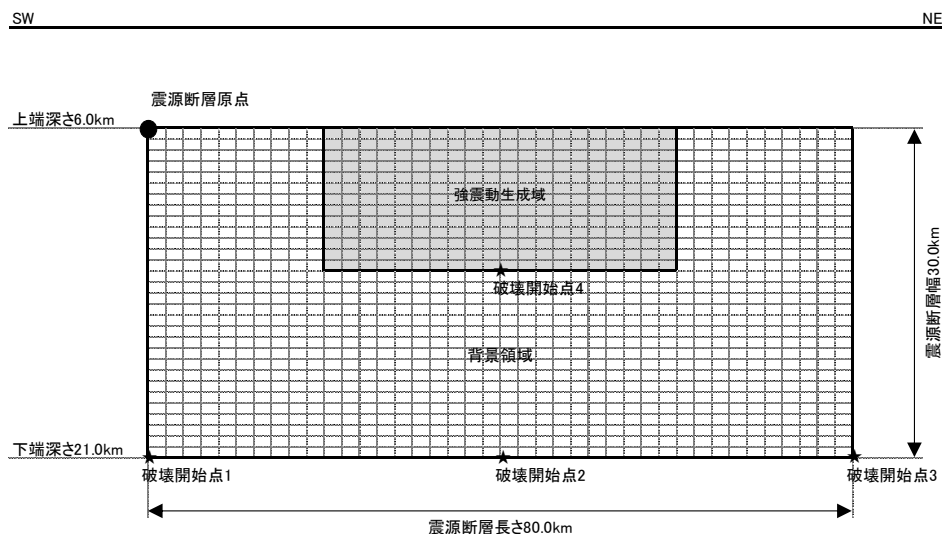 SW
NE
震源断層原点
上端深さ6.0km
強震動生成域
破壊開始点4
震源断層幅30.0km
背景領域
下端深さ21.0km
破壊開始点1
破壊開始点2
破壊開始点3
震源断層長さ80.0km